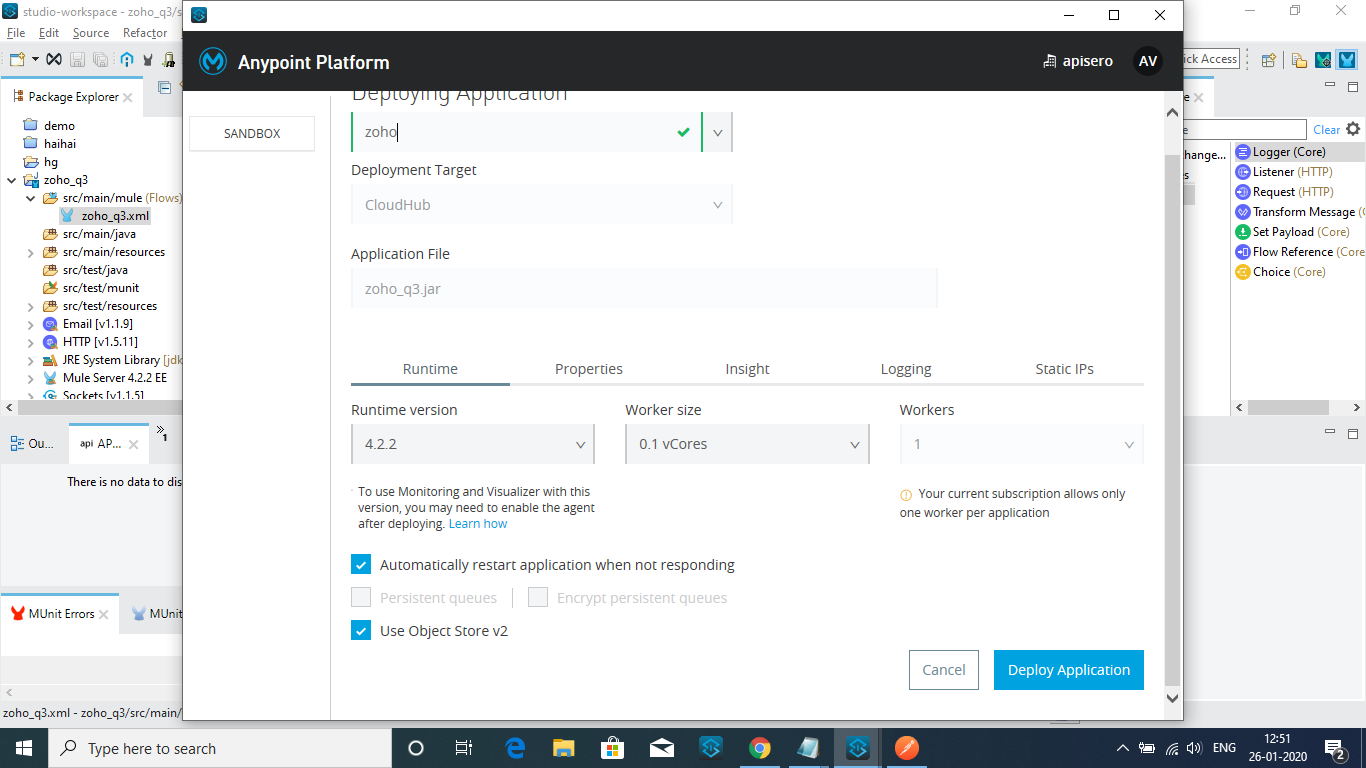 studio-workspace - zoho_q3/s
File Edit Source Refactor
Quick Access
Package Explorer
demo
haihai
hg
zoho_q3
src/main/mule (Flows)
zoho_q3.xml
src/main/java
src/main/resources
src/test/java
src/test/munit
src/test/resources
Email [v1.1.9]
HTTP [v1.5.11]
JRE System Library [jdk
Mule Server 4.2.2 EE
Sockets [v1.1.5]
Ou...
api AP...
1
There is no data to dis
MUnit Errors
MUnit
zoho_q3.xml - zoho_q3/src/main/
Anypoint Platform
apisero
AV
SANDBOX
Deploying Application
zoho
Deployment Target
CloudHub
Application File
zoho_q3.jar
Runtime Properties Insight Logging Static IPs
Runtime version Worker size Workers
4.2.2 0.1 vCores 1
To use Monitoring and Visualizer with this
version, you may need to enable the agent
after deploying. Learn how
Your current subscription allows only
one worker per application
Automatically restart application when not responding
Persistent queues Encrypt persistent queues
Use Object Store v2
Cancel Deploy Application
e
e
Clear
hange...
s
Logger (Core)
Listener (HTTP)
Request (HTTP)
Transform Message (C
Set Payload (Core)
Flow Reference (Core
Choice (Core)
Type here to search
ENG
12:51
26-01-2020
2